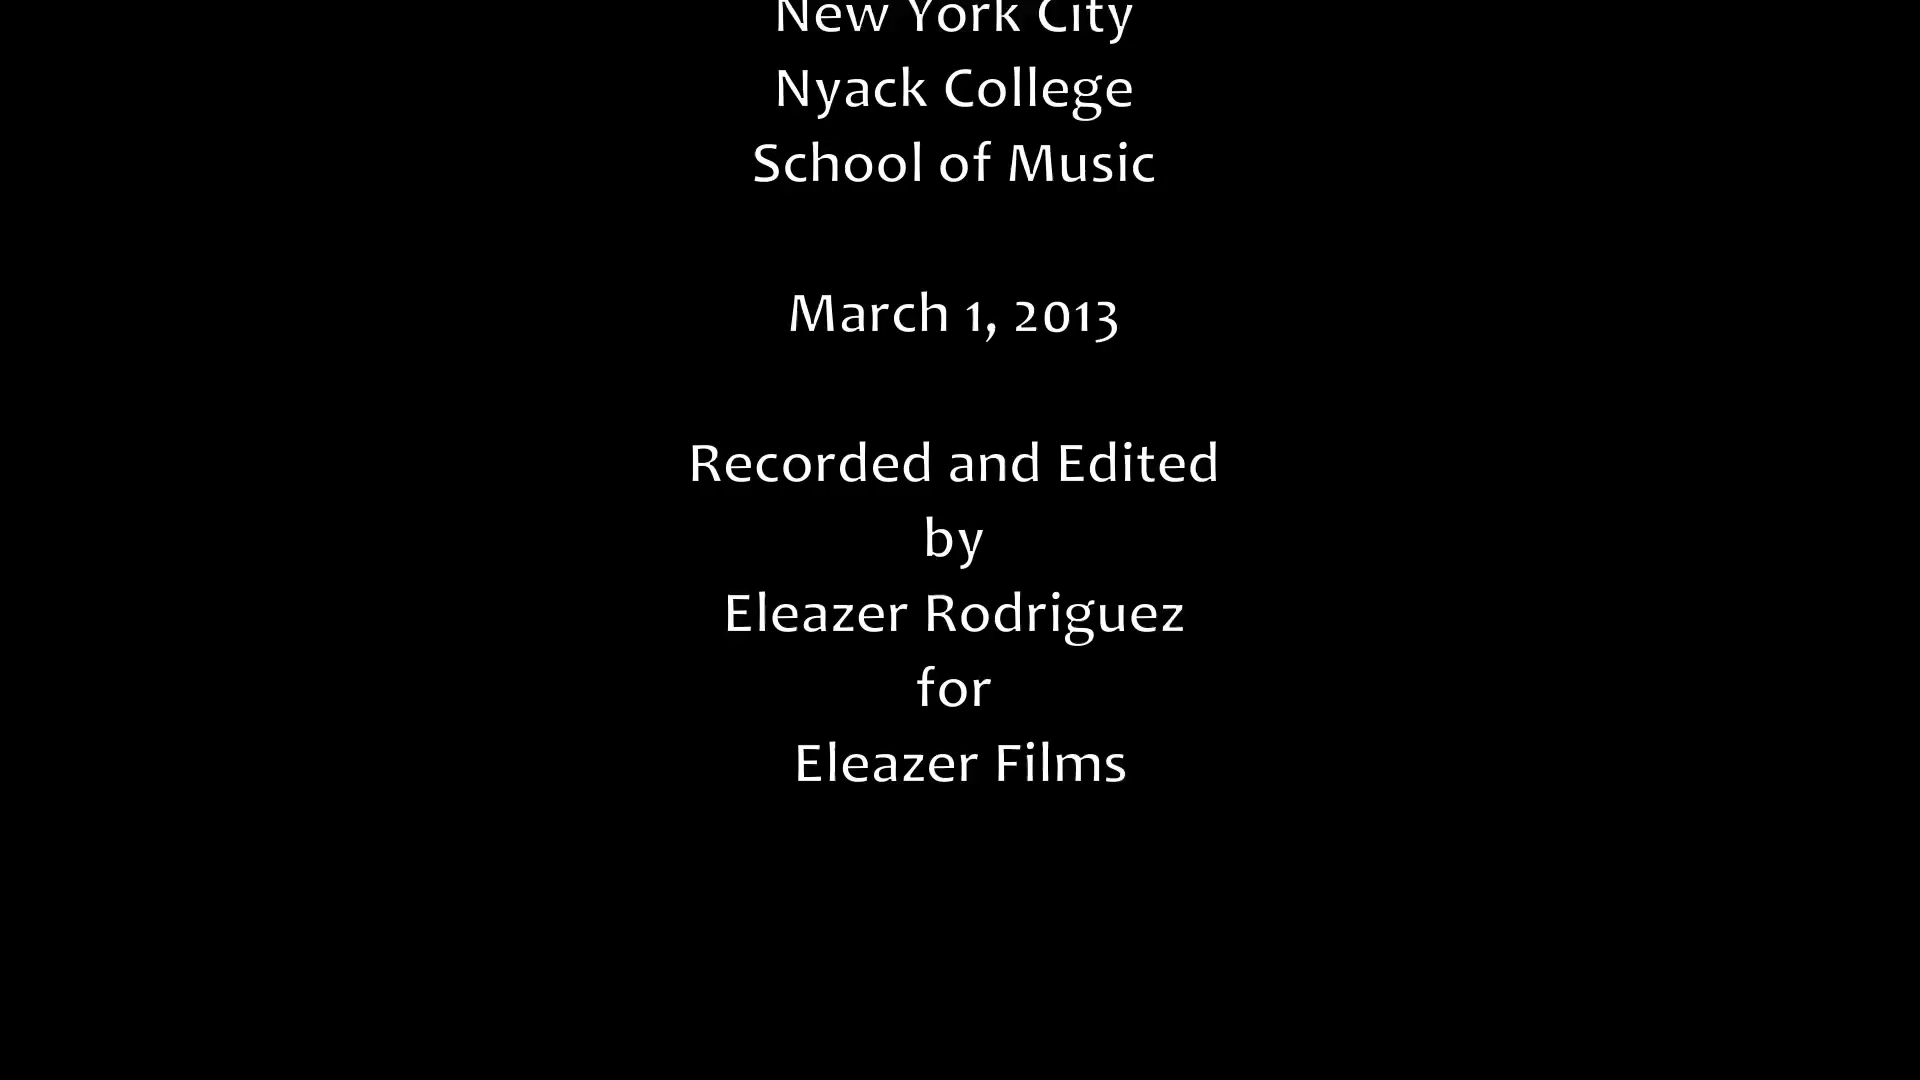 New York City
Nyack College
School of Music
March 1, 2013
Recorded and Edited
by
Eleazer Rodriguez
for
Eleazer Films